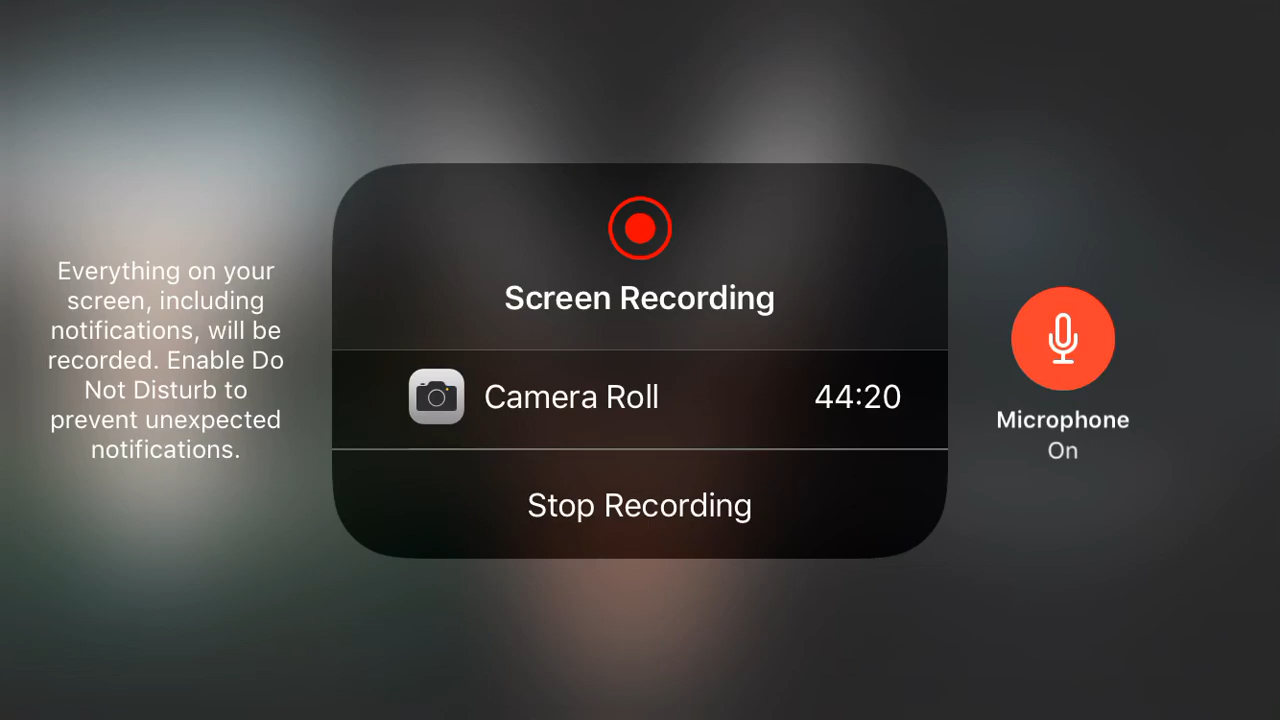 Everything on your
screen, including
notifications, will be
recorded. Enable Do
Not Disturb to
prevent unexpected
notifications.
Screen Recording
Camera Roll 44:20
Stop Recording
Microphone
On